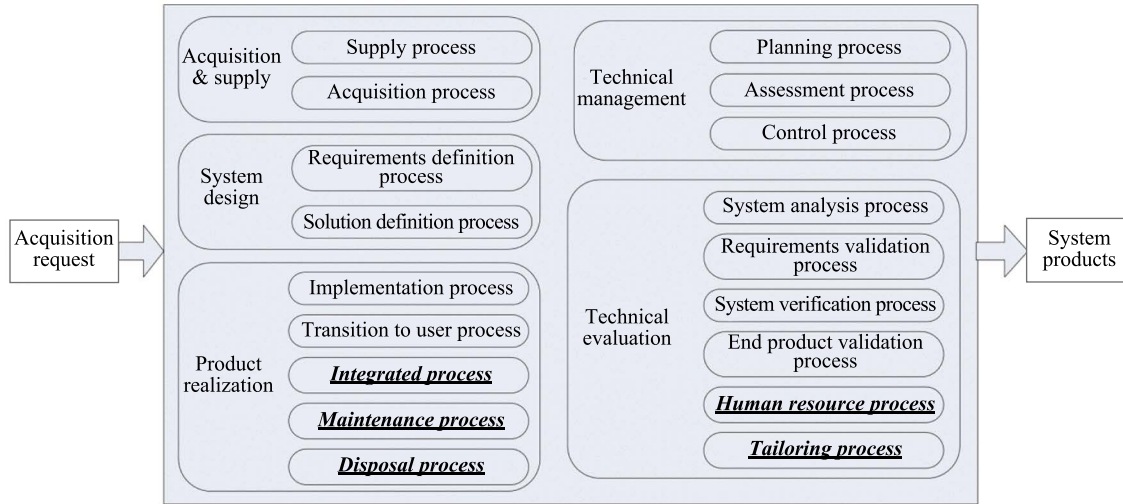 Acquisition
request
Acquisition
& supply
Supply process
Acquisition process
System
design
Requirements definition
process
Solution definition process
Product
realization
Implementation process
Transition to user process
Integrated process
Maintenance process
Disposal process
Technical
management
Planning process
Assessment process
Control process
Technical
evaluation
System analysis process
Requirements validation
process
System verification process
End product validation
process
Human resource process
Tailoring process
System
products